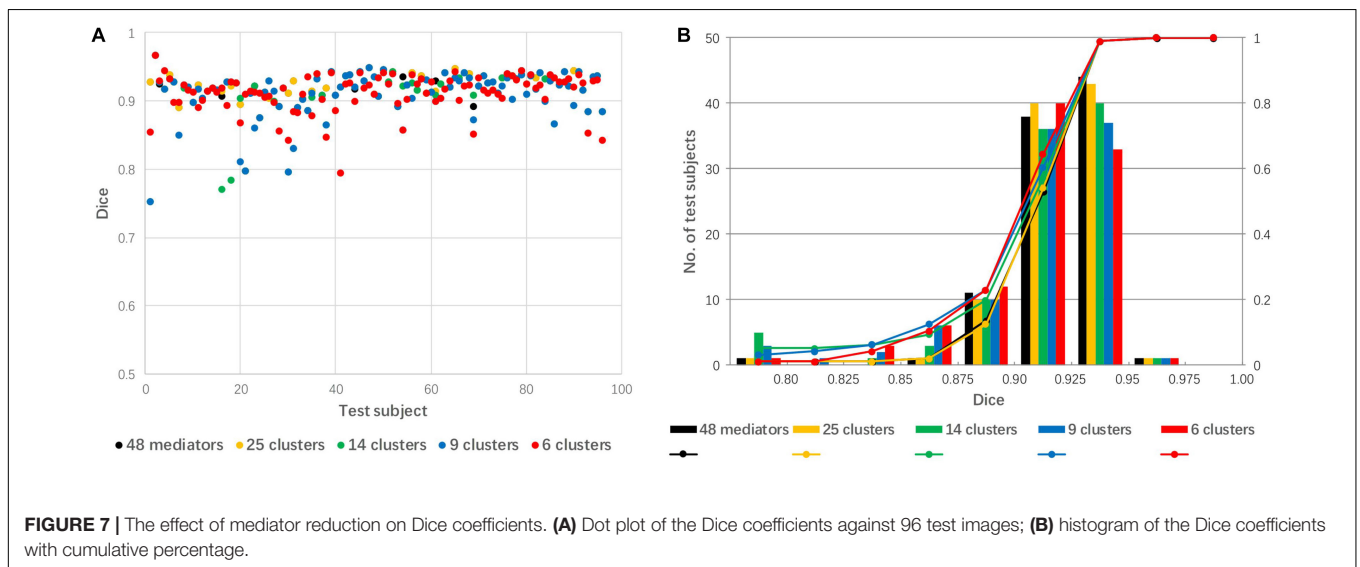 A
1
0.9
0.8
0.7
0.6
0.5
Dice
0 20 40 60 80 100
Test subject
48 mediators 25 clusters 14 clusters 9 clusters 6 clusters
B
50 1
40 0.8
30 0.6
20 0.4
10 0.2
0 0
No. of test subjects
0.80 0.825 0.85 0.875 0.90 0.925 0.95 0.975 1.00
Dice
48 mediators 25 clusters 14 clusters 9 clusters 6 clusters
FIGURE 7 | The effect of mediator reduction on Dice coefficients. (A) Dot plot of the Dice coefficients against 96 test images; (B) histogram of the Dice coefficients
with cumulative percentage.